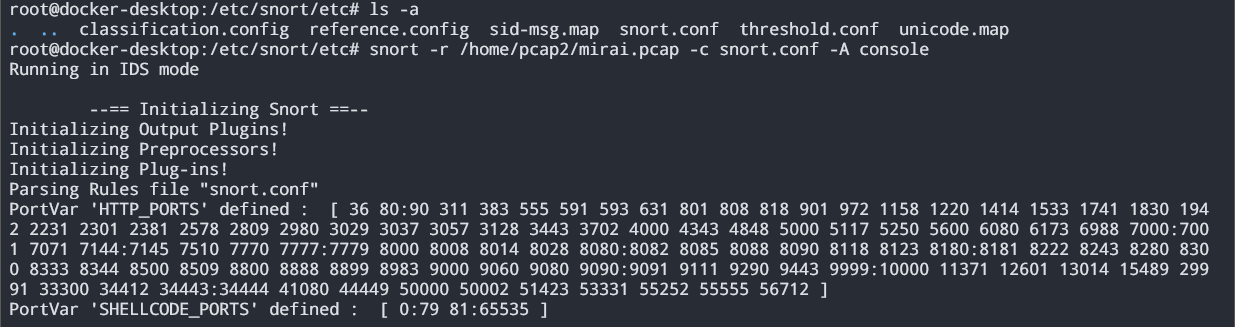 root@docker-desktop:/etc/snort/etc# ls -a
.  ..  classification.config  reference.config  sid-msg.map  snort.conf  threshold.conf  unicode.map
root@docker-desktop:/etc/snort/etc# snort -r /home/pcap2/mirai.pcap -c snort.conf -A console
Running in IDS mode
        --== Initializing Snort ==--
Initializing Output Plugins!
Initializing Preprocessors!
Initializing Plug-ins!
Parsing Rules file "snort.conf"
PortVar 'HTTP_PORTS' defined :  [ 36 80:90 311 383 555 591 593 631 801 808 818 901 972 1158 1220 1414 1533 1741 1830 194
2 2231 2301 2381 2578 2809 2980 3029 3037 3057 3128 3443 3702 4000 4343 4848 5000 5117 5250 5600 6080 6173 6988 7000:700
1 7071 7144:7145 7510 7770 7777:7779 8000 8008 8014 8028 8080:8082 8085 8088 8090 8118 8123 8180:8181 8222 8243 8280 830
0 8333 8344 8500 8509 8800 8888 8899 8983 9000 9060 9080 9090:9091 9111 9290 9443 9999:10000 11371 12601 13014 15489 299
91 33300 34412 34443:34444 41080 44449 50000 50002 51423 53331 55252 55555 56712 ]
PortVar 'SHELLCODE_PORTS' defined :  [ 0:79 81:65535 ]